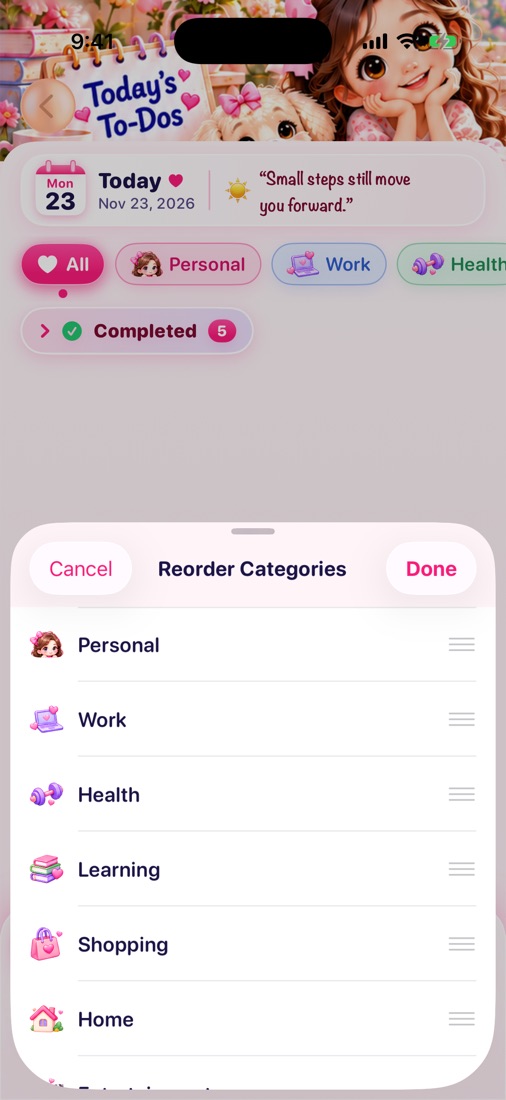 9:41
Today's
To-Dos
Mon
23
Today
Nov 23, 2026
“Small steps still move
you forward.”
All
Personal
Work
Health
Completed 5
Cancel
Reorder Categories
Done
Personal
Work
Health
Learning
Shopping
Home